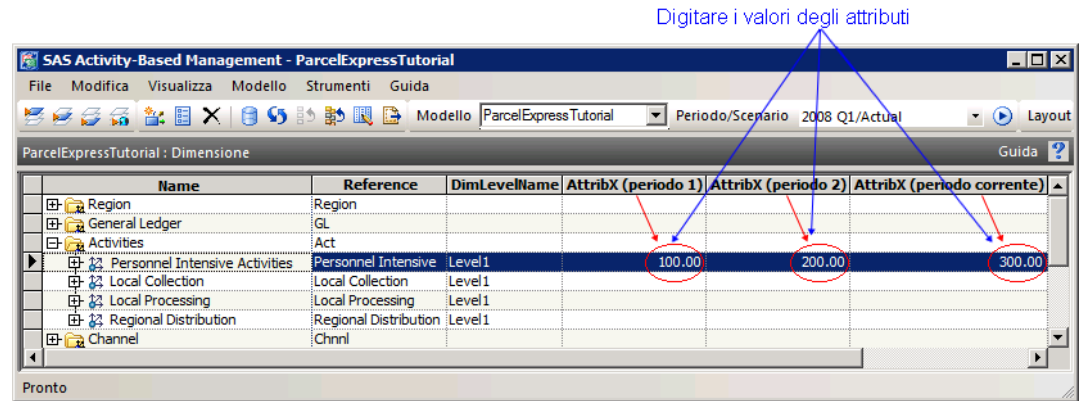 Digitare i valori degli attributi
SAS Activity-Based Management - ParcelExpressTutorial
File Modifica Visualizza Modello Strumenti Guida
Modello ParcelExpressTutorial Periodo/Scenario 2008 Q1/Actual Layout
ParcelExpressTutorial : Dimensione Guida ?
Name Reference DimLevelName AttribX (periodo 1) AttribX (periodo 2) AttribX (periodo corrente)
Region Region
General Ledger GL
Activities Act
Personnel Intensive Activities Personnel Intensive Level1 100.00 200.00 300.00
Local Collection Local Collection Level1
Local Processing Local Processing Level1
Regional Distribution Regional Distribution Level1
Channel Chnnl
Pronto